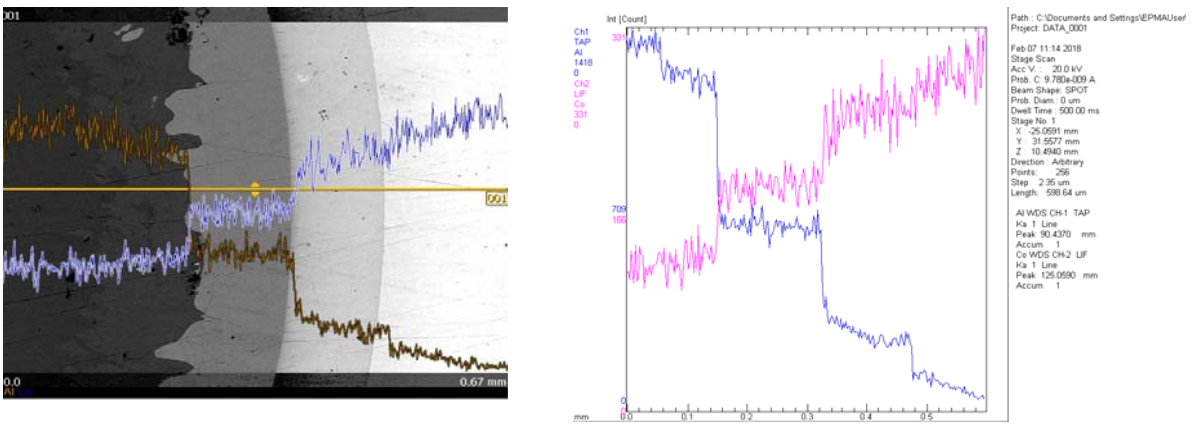 001
001
0.0
0.67 mm
Al Co
Int [Count]
Ch1
TAP
Al
1418
0
Ch2
LIF
Co
331
0
331
709
166
0
0
mm
0.0
0.1
0.2
0.3
0.4
0.5
Path : C:\Documents and Settings\EPMAUser\
Project: DATA_0001
Feb 07 11:14 2018
Stage Scan
Acc V. : 20.0 kV
Prob. C: 9.780e-009 A
Beam Shape: SPOT
Prob. Diam.: 0 um
Dwell Time : 500.00 ms
Stage No. 1
X : -25.0591 mm
Y : 31.5577 mm
Z : 10.4940 mm
Direction : Arbitrary
Points: 256
Step 2.35 um
Length: 598.64 um
Al WDS CH-1 TAP
Ka 1 Line
Peak 90.4370 mm
Accum 1
Co WDS CH-2 LIF
Ka 1 Line
Peak 125.0590 mm
Accum 1